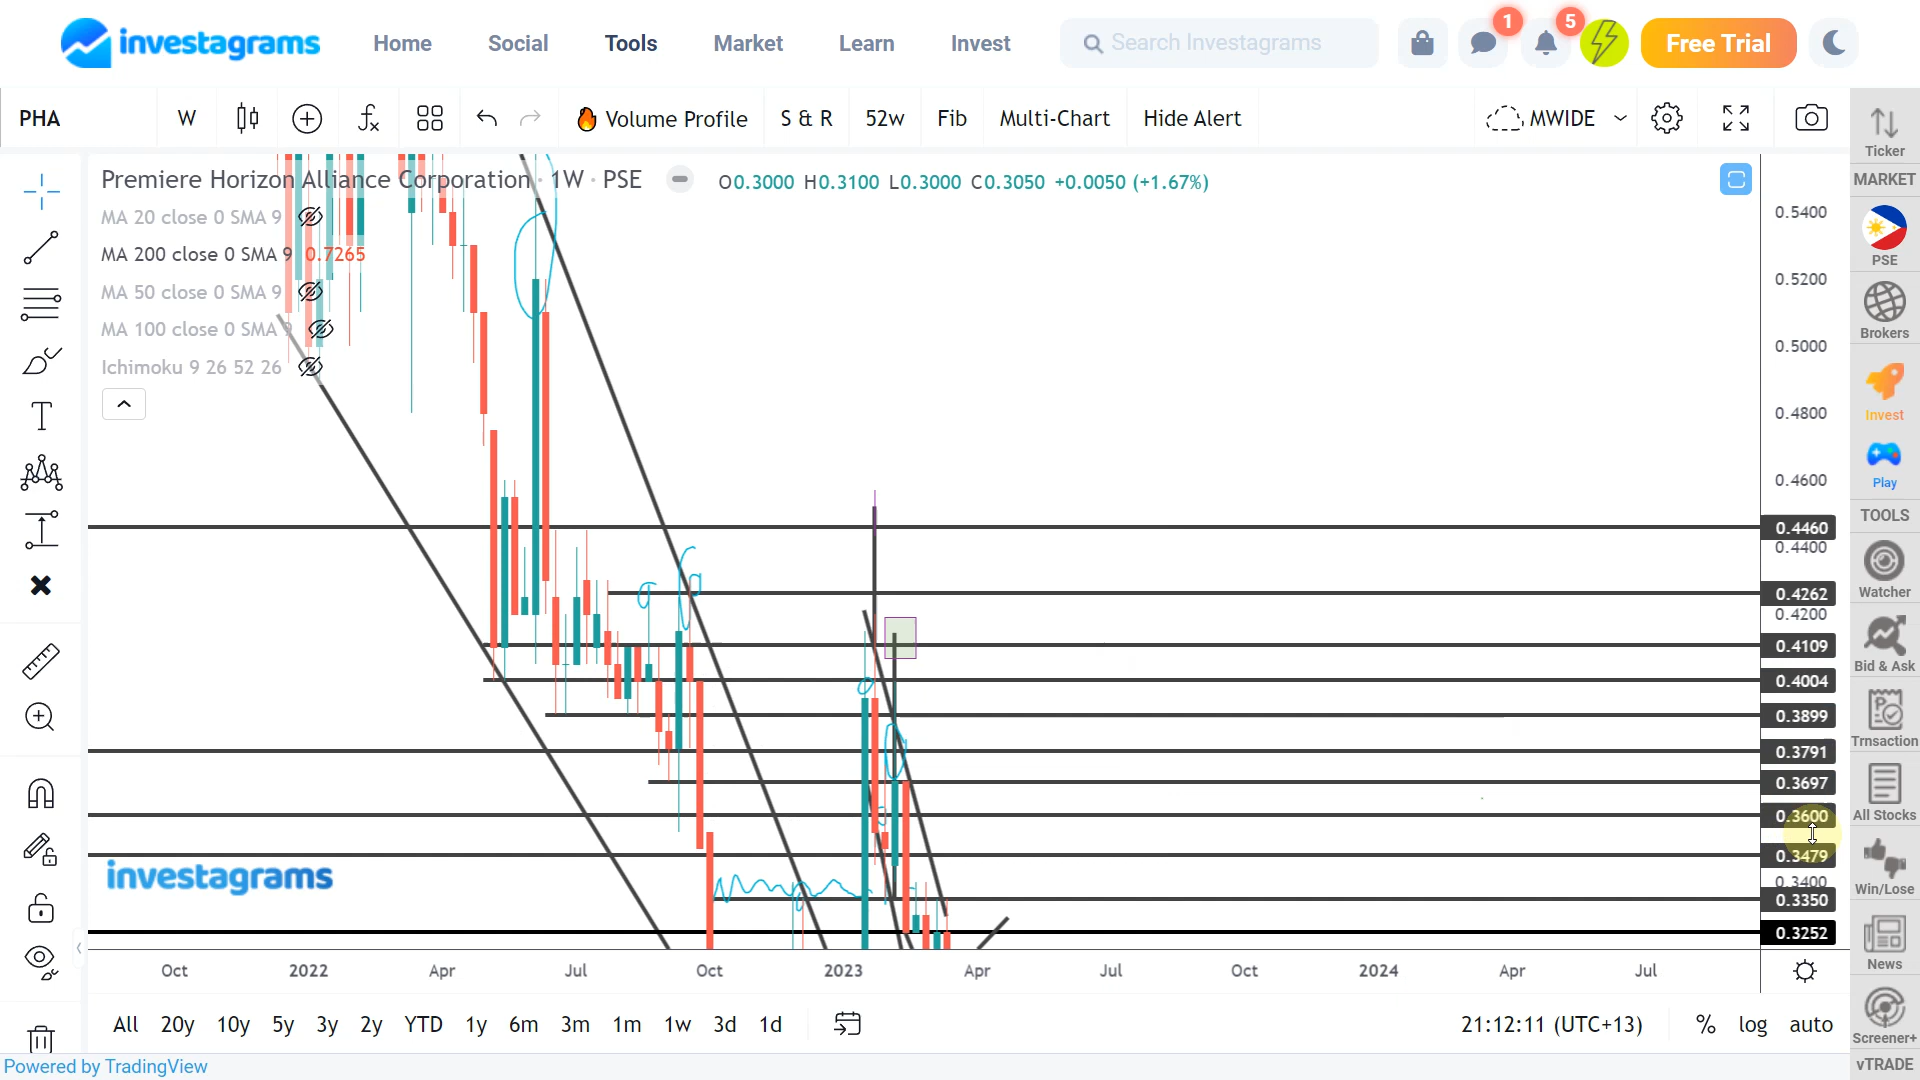 investagrams Home Social Tools Market Learn Invest Search Investagrams 1 5 Free Trial
PHA W Volume Profile S & R 52w Fib Multi-Chart Hide Alert MWIDE
Premiere Horizon Alliance Corporation · 1W · PSE O0.3000 H0.3100 L0.3000 C0.3050 +0.0050 (+1.67%)
MA 20 close 0 SMA 9
MA 200 close 0 SMA 9 0.7265
MA 50 close 0 SMA 9
MA 100 close 0 SMA 9
Ichimoku 9 26 52 26
0.5400
0.5200
0.5000
0.4800
0.4600
0.4460
0.4400
0.4262
0.4200
0.4109
0.4004
0.3899
0.3791
0.3697
0.3600
0.3479
0.3400
0.3350
0.3252
investagrams
Oct 2022 Apr Jul Oct 2023 Apr Jul Oct 2024 Apr Jul
All 20y 10y 5y 3y 2y YTD 1y 6m 3m 1m 1w 3d 1d 21:12:11 (UTC+13) % log auto
Powered by TradingView
Ticker
MARKET
PSE
Brokers
Invest
Play
TOOLS
Watcher
Bid & Ask
Trnsaction
All Stocks
Win/Lose
News
Screener+
vTRADE